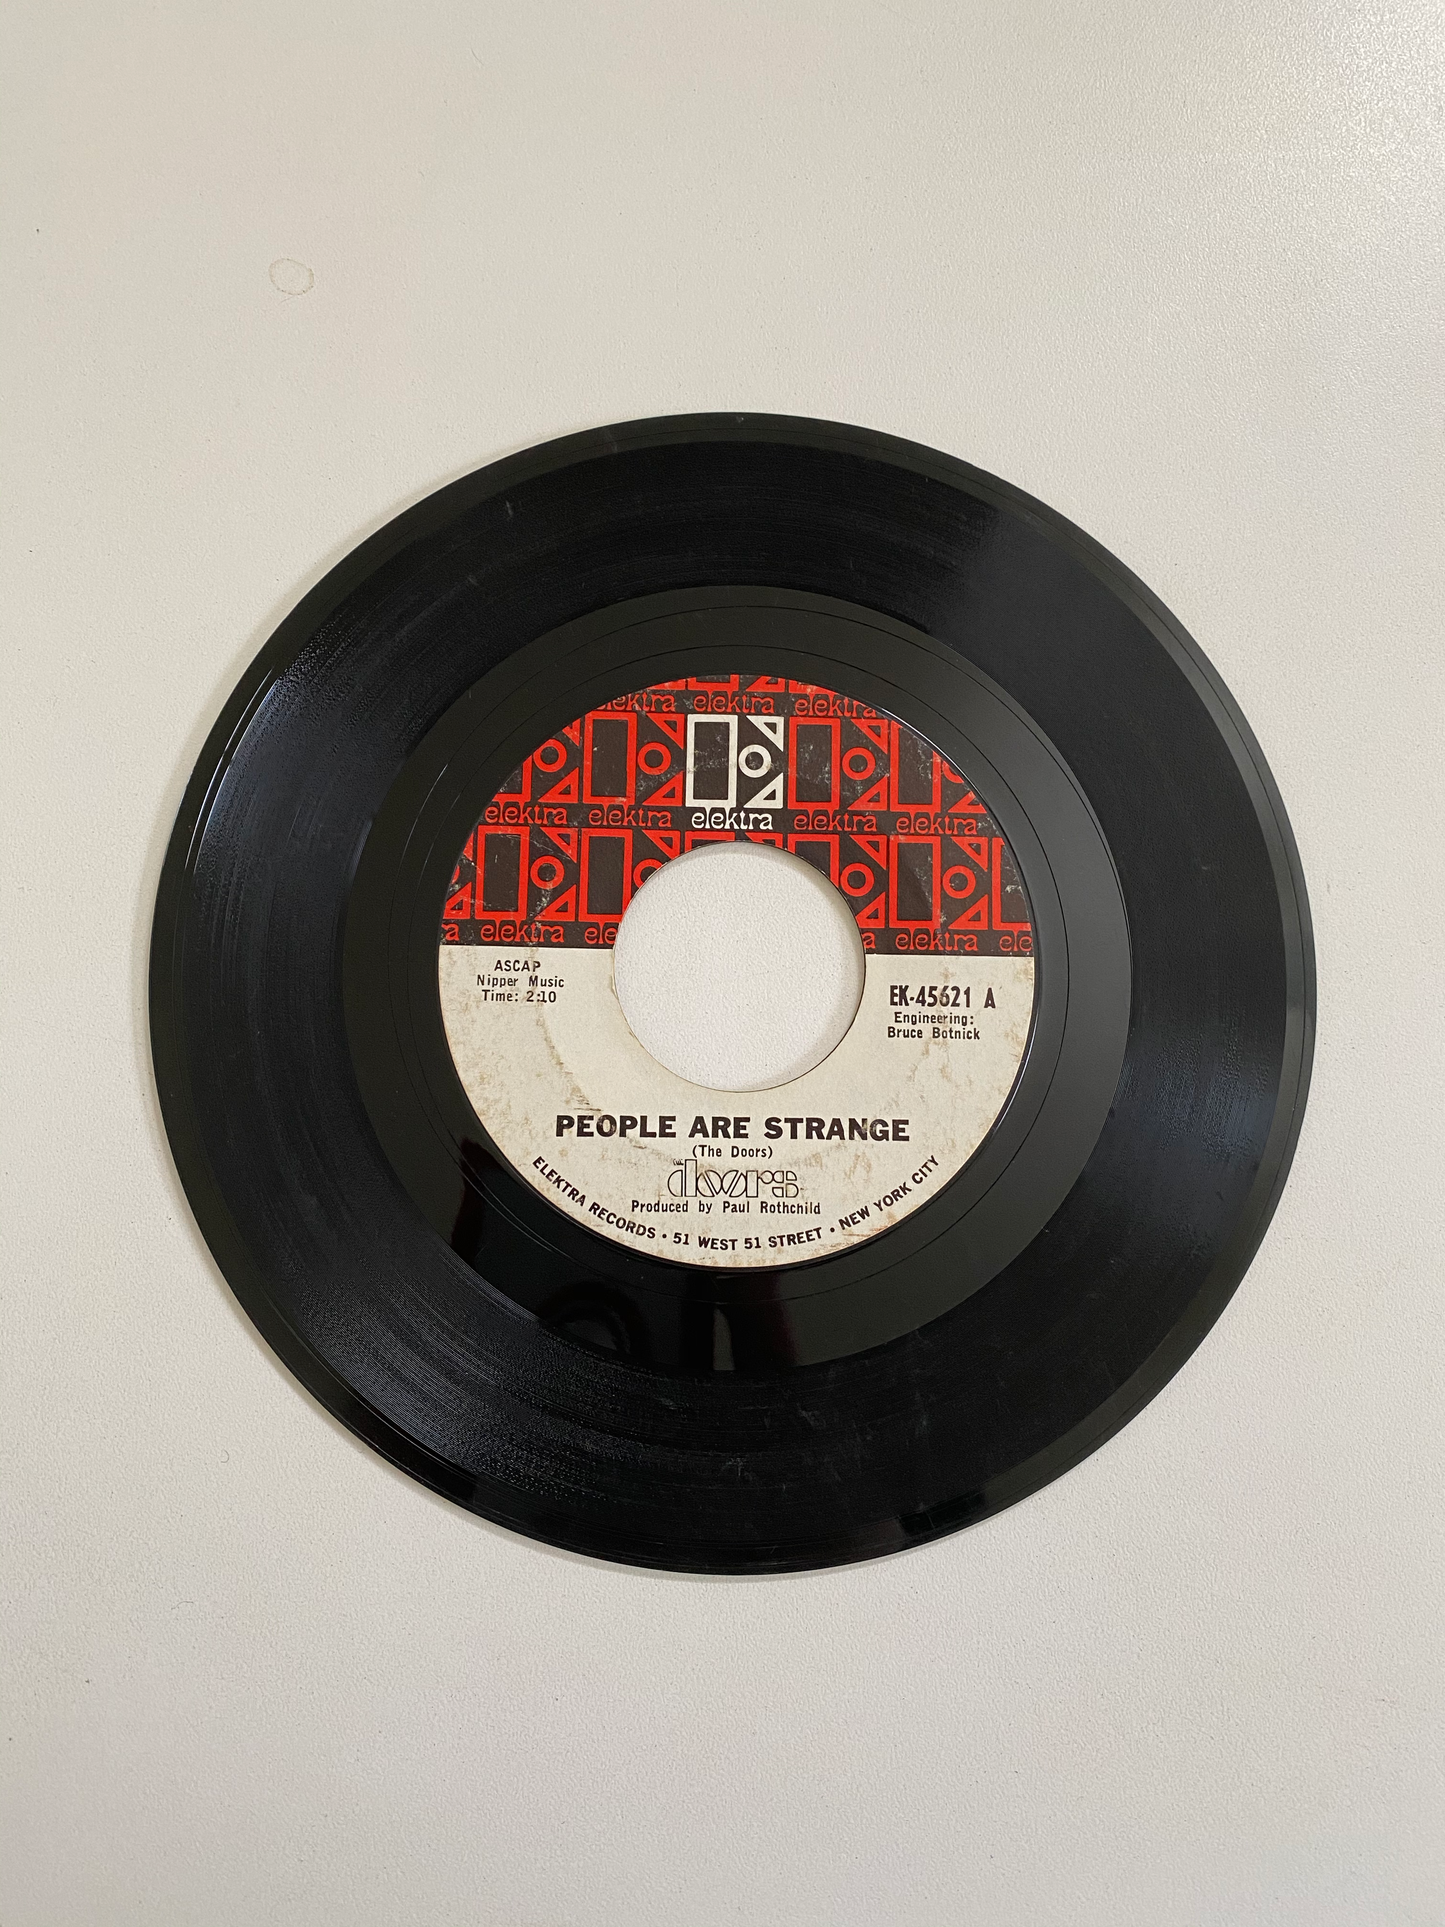 elektra elektra elektra
elektra elektra elektra elektra elektra
elektra elektra
ASCAP
Nipper Music
Time: 2:10
EK-45621 A
Engineering:
Bruce Botnick
PEOPLE ARE STRANGE
(The Doors)
THE doors
Produced by Paul Rothchild
ELEKTRA RECORDS • 51 WEST 51 STREET • NEW YORK CITY